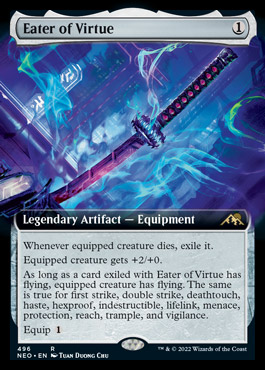 Eater of Virtue 1
Legendary Artifact — Equipment
Whenever equipped creature dies, exile it.
Equipped creature gets +2/+0.
As long as a card exiled with Eater of Virtue has
flying, equipped creature has flying. The same
is true for first strike, double strike, deathtouch,
haste, hexproof, indestructible, lifelink, menace,
protection, reach, trample, and vigilance.
Equip 1
496 R
NEO • EN Tuan Duong Chu ™ & © 2022 Wizards of the Coast